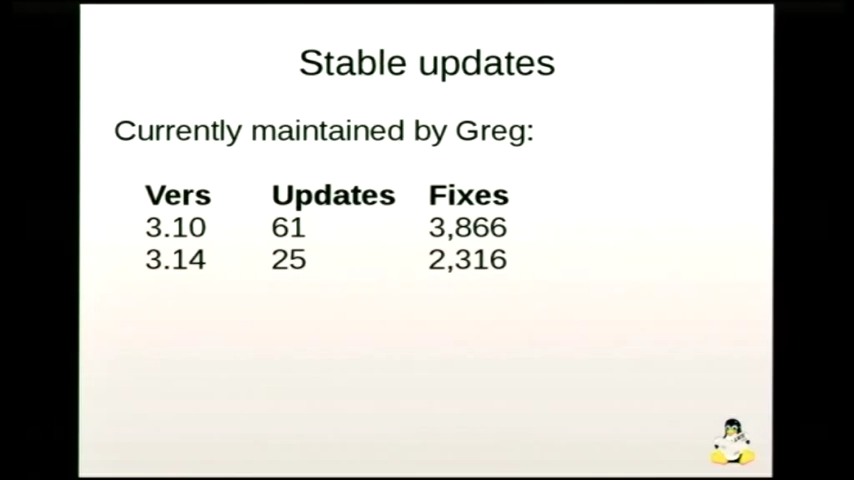 Stable updates
Currently maintained by Greg:
Vers Updates Fixes
3.10 61 3,866
3.14 25 2,316